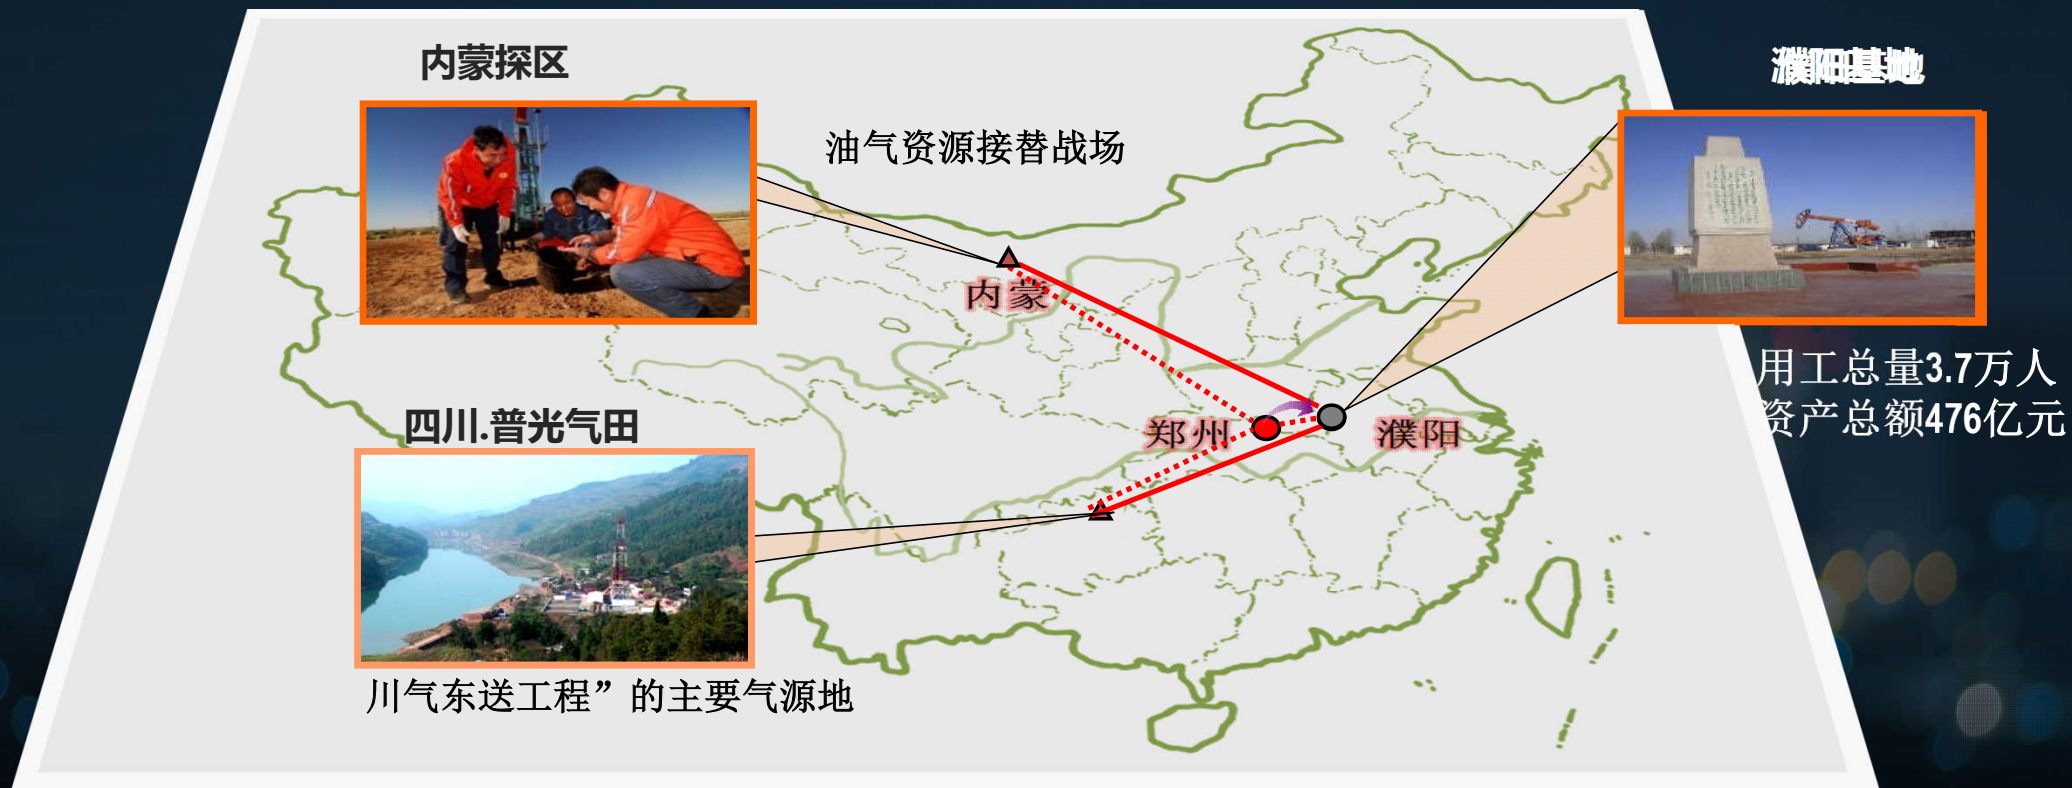 内蒙探区
濮阳基地
油气资源接替战场
内蒙
用工总量3.7万人
资产总额476亿元
四川.普光气田
郑州
濮阳
川气东送工程”的主要气源地